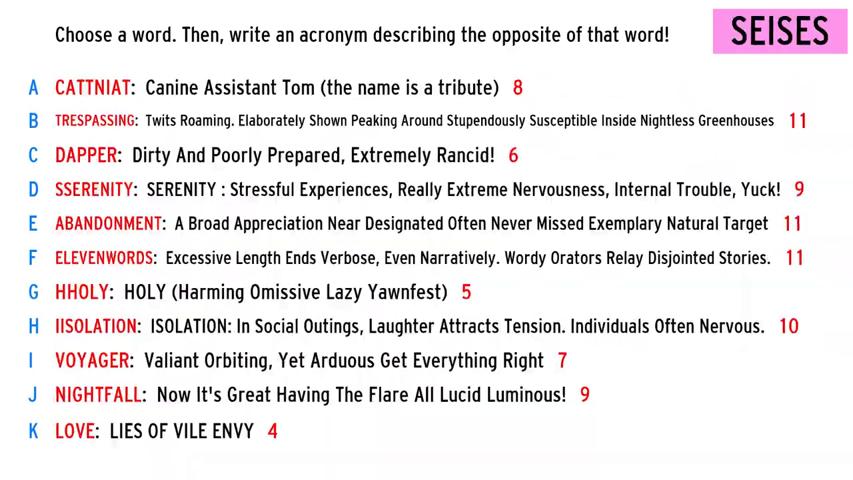 Choose a word. Then, write an acronym describing the opposite of that word!
SEISES
A CATTNIAT: Canine Assistant Tom (the name is a tribute) 8
B TRESPASSING: Twits Roaming. Elaborately Shown Peaking Around Stupendously Susceptible Inside Nightless Greenhouses 11
C DAPPER: Dirty And Poorly Prepared, Extremely Rancid! 6
D SSERENITY: SERENITY : Stressful Experiences, Really Extreme Nervousness, Internal Trouble, Yuck! 9
E ABANDONMENT: A Broad Appreciation Near Designated Often Never Missed Exemplary Natural Target 11
F ELEVENWORDS: Excessive Length Ends Verbose, Even Narratively. Wordy Orators Relay Disjointed Stories. 11
G HHOLY: HOLY (Harming Omissive Lazy Yawnfest) 5
H IISOLATION: ISOLATION: In Social Outings, Laughter Attracts Tension. Individuals Often Nervous. 10
I VOYAGER: Valiant Orbiting, Yet Arduous Get Everything Right 7
J NIGHTFALL: Now It's Great Having The Flare All Lucid Luminous! 9
K LOVE: LIES OF VILE ENVY 4